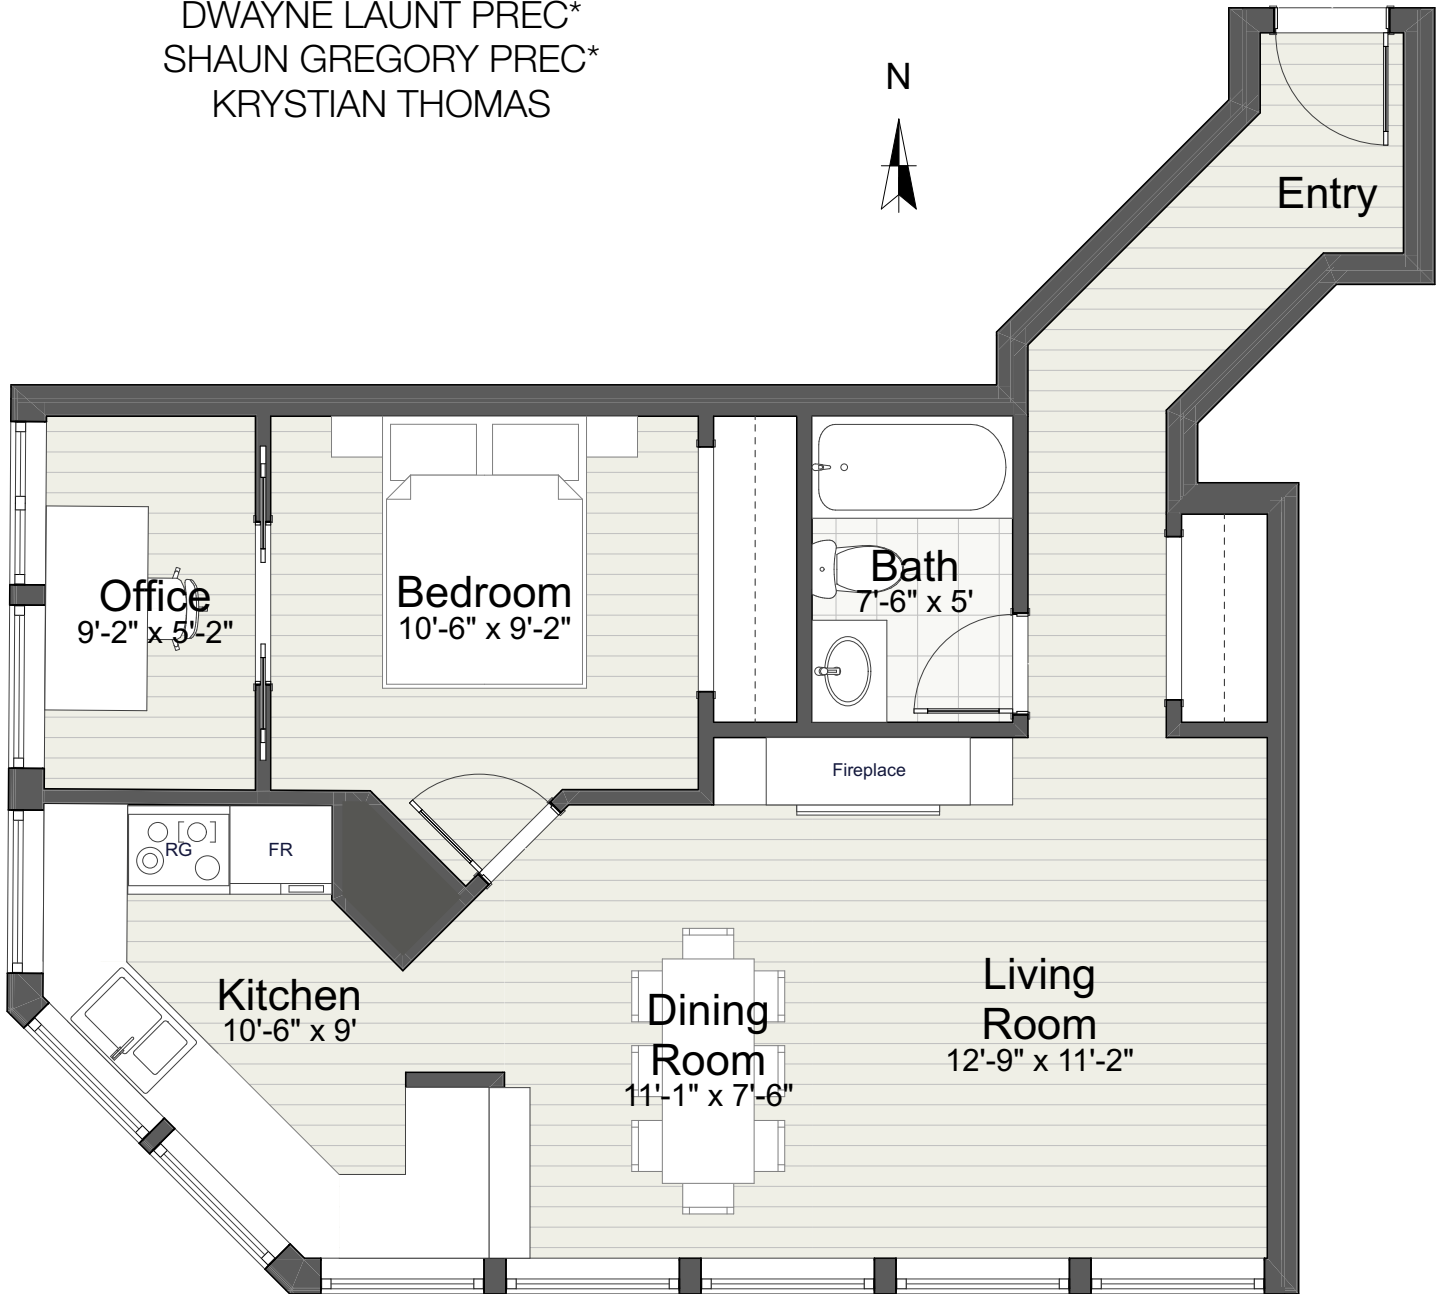 DWAYNE LAUNT PREC*
SHAUN GREGORY PREC*
KRYSTIAN THOMAS
N
Entry
Office
9'-2" x 5'-2"
Bedroom
10'-6" x 9'-2"
Bath
7'-6" x 5'
Fireplace
RG
FR
Kitchen
10'-6" x 9'
Dining
Room
11'-1" x 7'-6"
Living
Room
12'-9" x 11'-2"